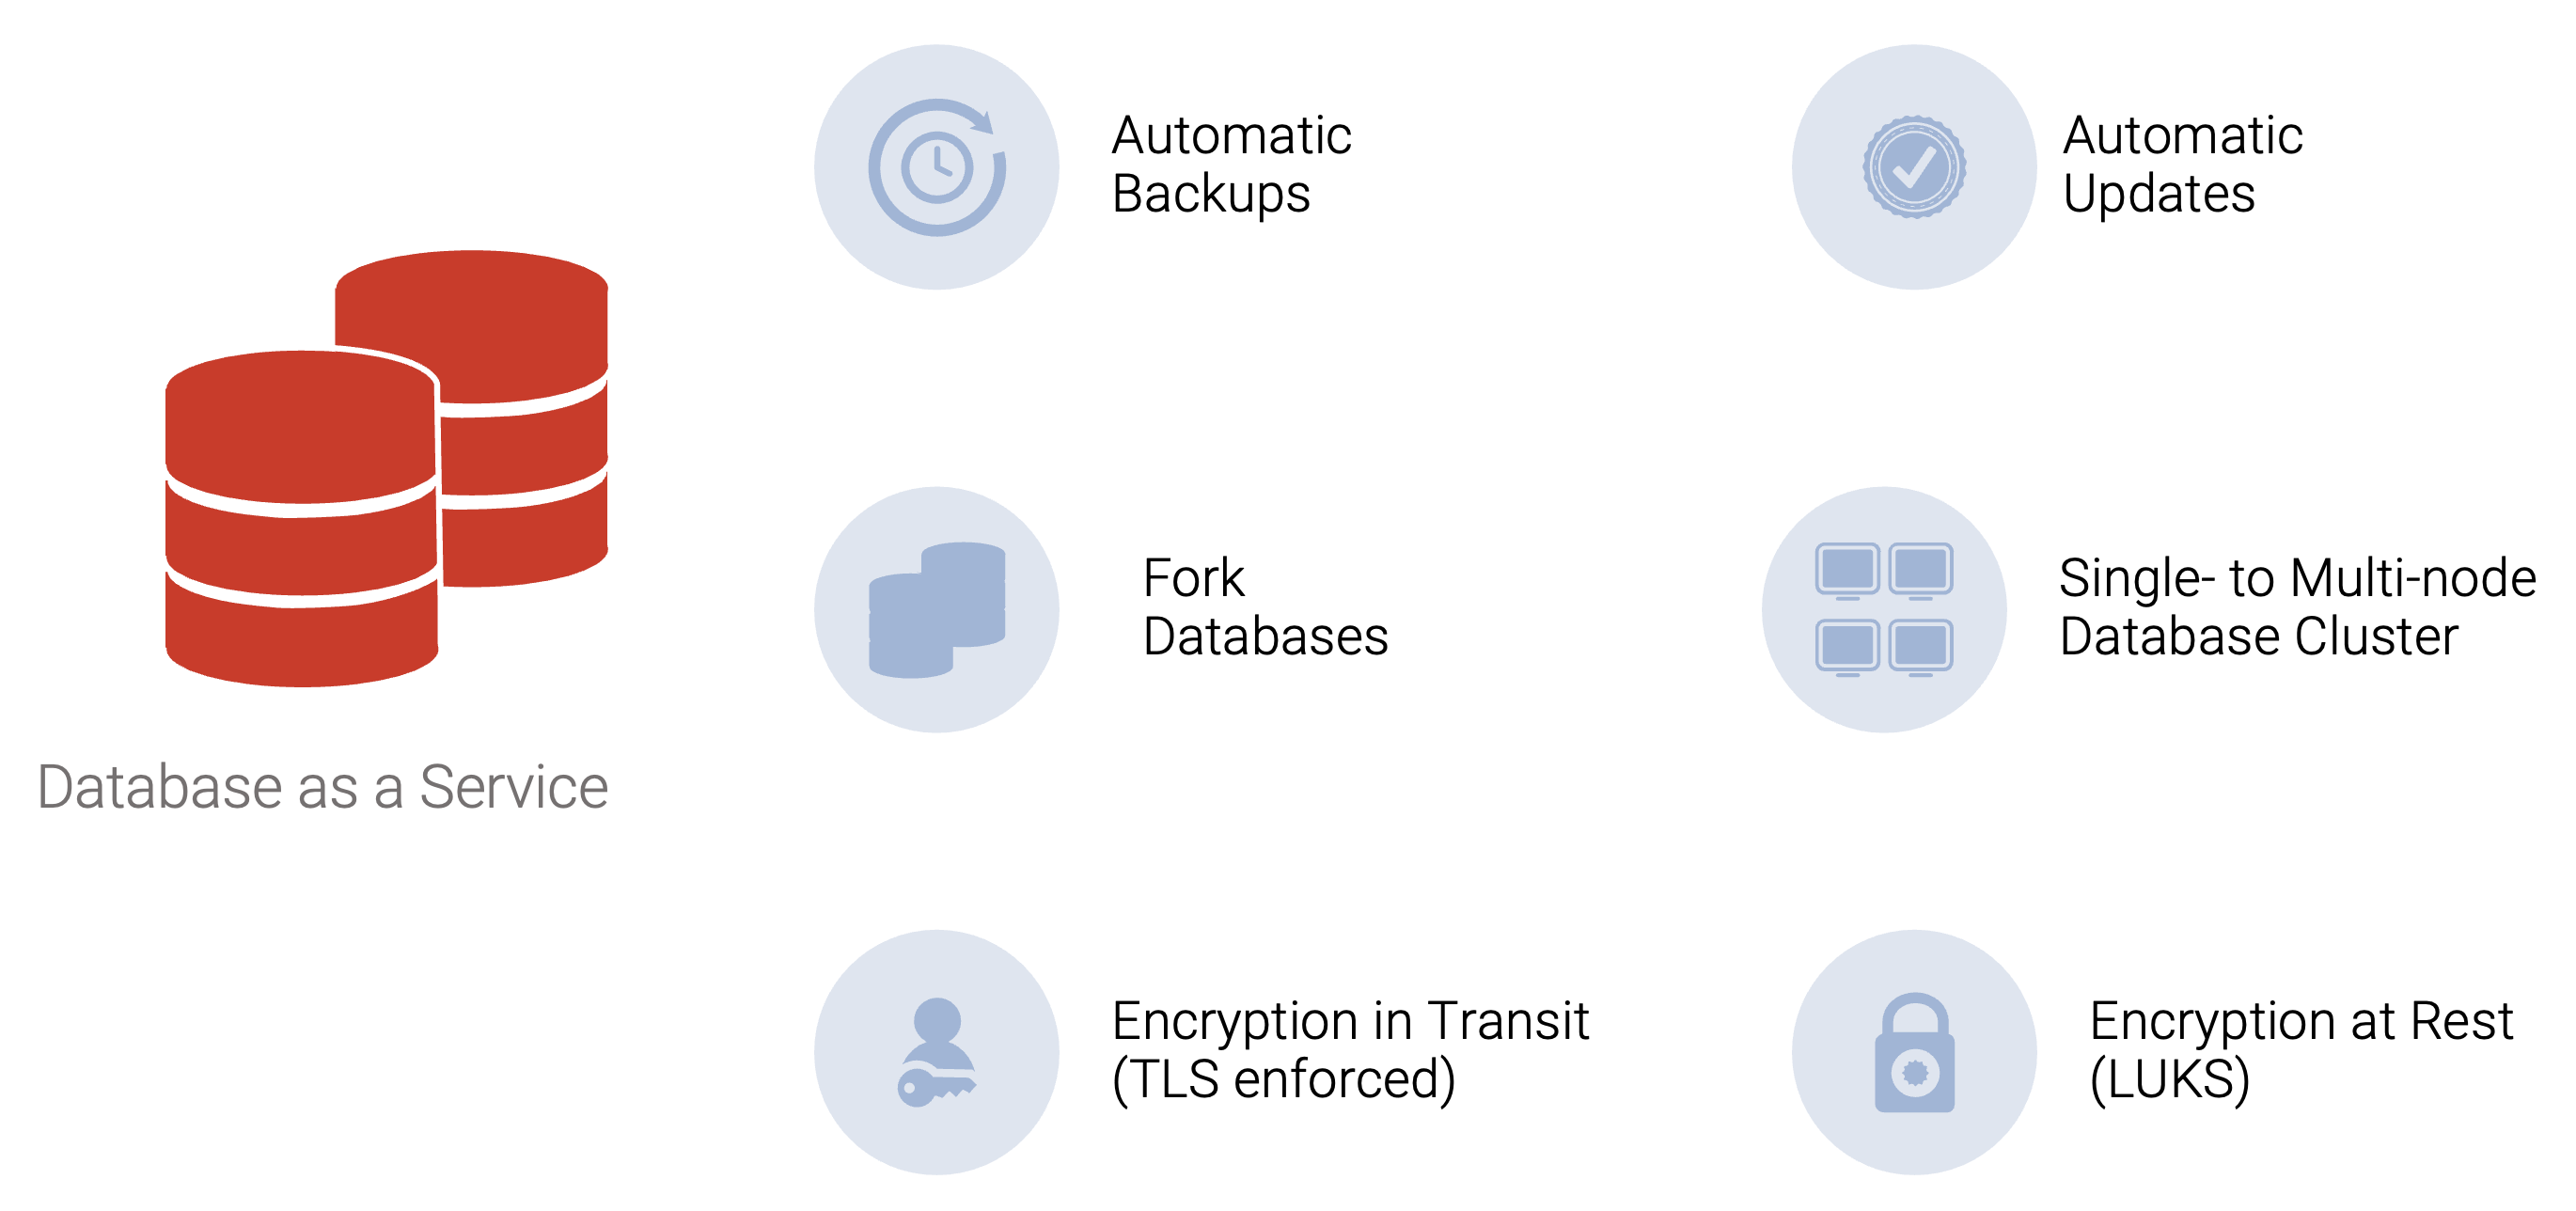 Automatic
Backups
Automatic
Updates
Fork
Databases
Single- to Multi-node
Database Cluster
Database as a Service
Encryption in Transit
(TLS enforced)
Encryption at Rest
(LUKS)